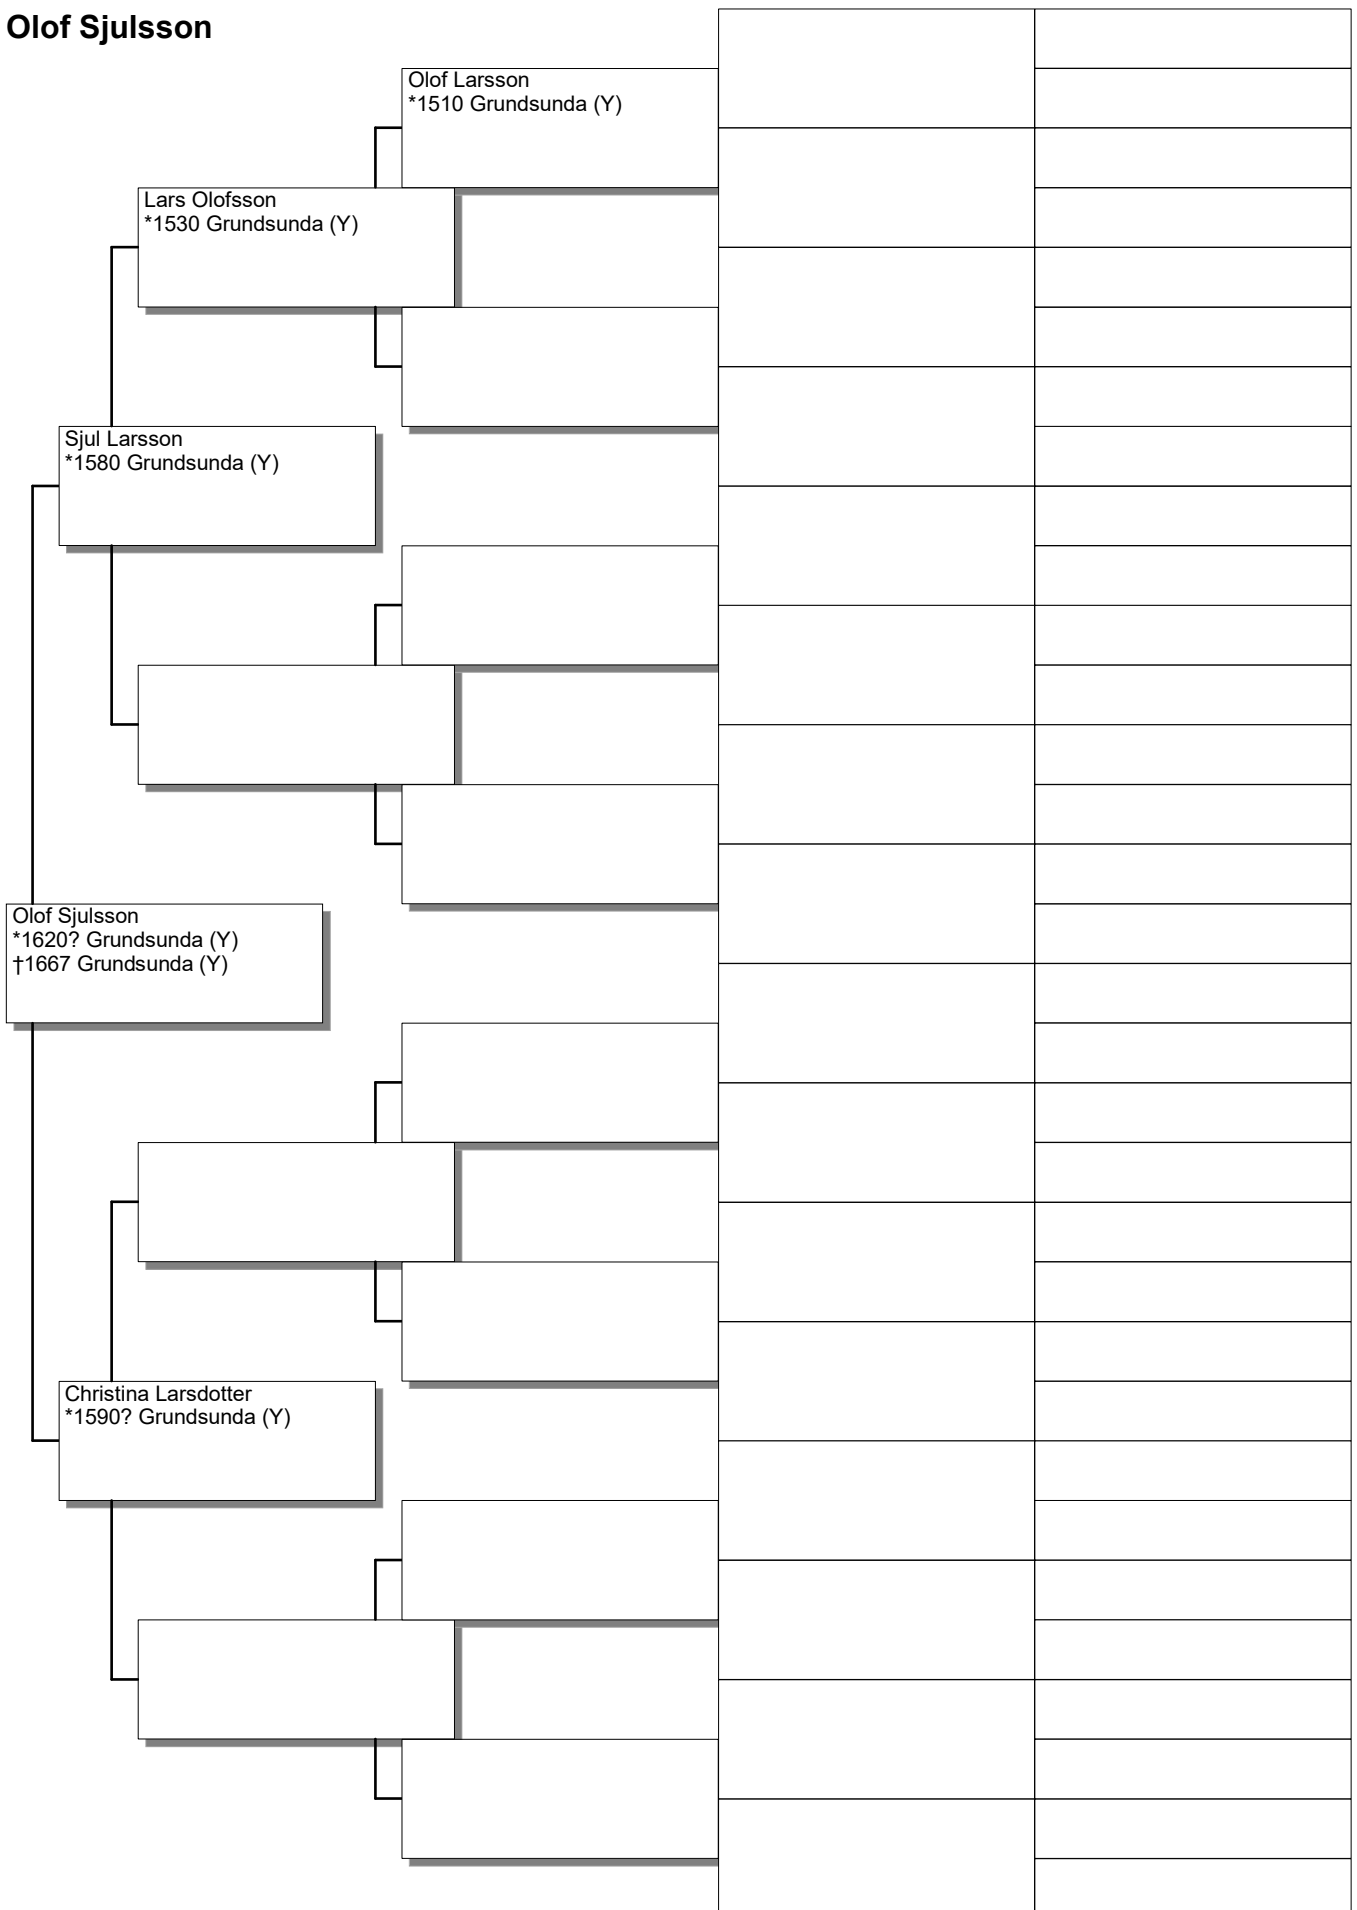 Olof Sjulsson
Olof Larsson
*1510 Grundsunda (Y)
Lars Olofsson
*1530 Grundsunda (Y)
Sjul Larsson
*1580 Grundsunda (Y)
Olof Sjulsson
*1620? Grundsunda (Y)
†1667 Grundsunda (Y)
Christina Larsdotter
*1590? Grundsunda (Y)